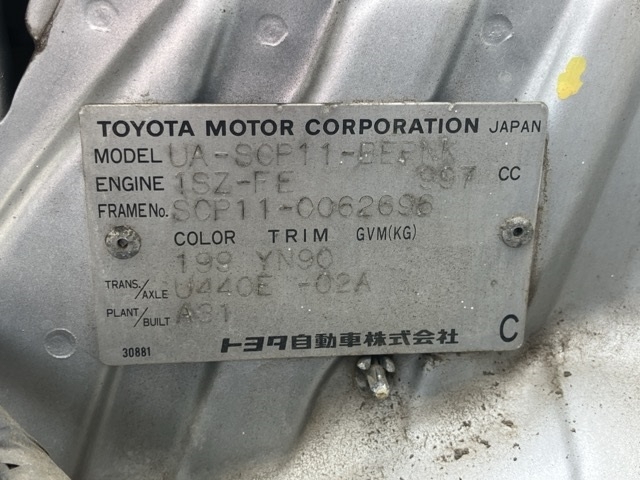 TOYOTA MOTOR CORPORATION JAPAN
MODEL UA-SCP11-BEPNK
ENGINE 1SZ-FE 997 CC
FRAME No. SCP11-0062696
COLOR TRIM GVM(KG)
199 YN90
TRANS./AXLE U440E -02A
PLANT/BUILT A31
30881 トヨタ自動車株式会社 C